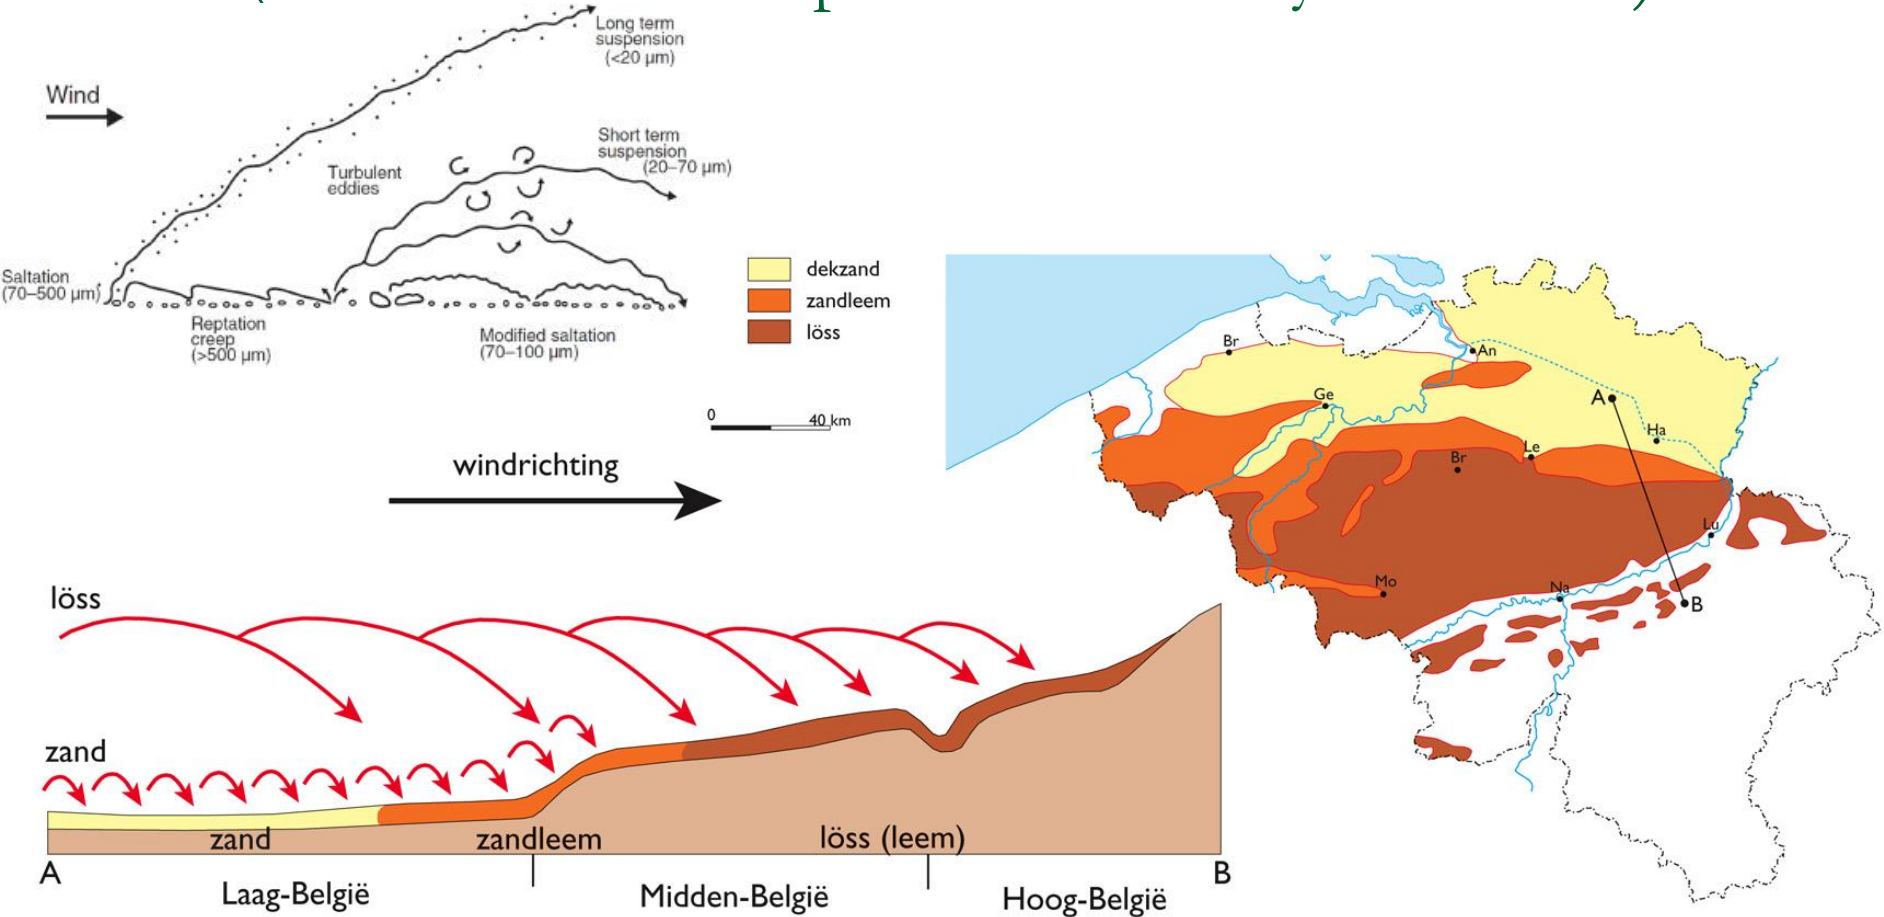 Long term
suspension
(<20 µm)
Wind
Short term
suspension
(20–70 µm)
Turbulent
eddies
Saltation
(70–500 µm)
Reptation
creep
(>500 µm)
Modified saltation
(70–100 µm)
dekzand
zandleem
löss
0 40 km
windrichting
Br
An
Ge
A
Ha
Le
Br
Lu
Mo
Na
B
löss
zand
zand
zandleem
löss (leem)
A
B
Laag-België
Midden-België
Hoog-België